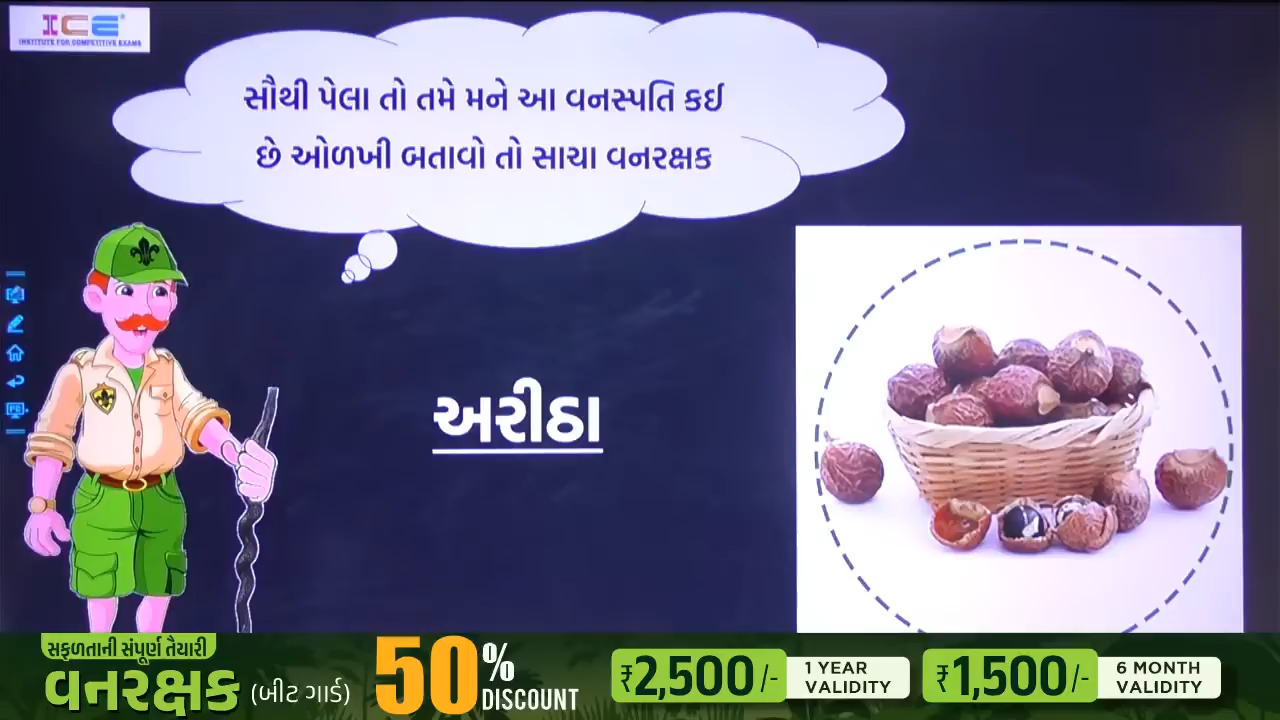 ICE
INSTITUTE FOR COMPETITIVE EXAMS
સૌથી પેલા તો તમે મને આ વનસ્પતિ કઈ
છે ઓળખી બતાવો તો સાચા વનરક્ષક
અરીઠા
સફળતાની સંપૂર્ણ તૈયારી
વનરક્ષક (બીટ ગાર્ડ)
50% DISCOUNT
₹2,500/- 1 YEAR VALIDITY
₹1,500/- 6 MONTH VALIDITY